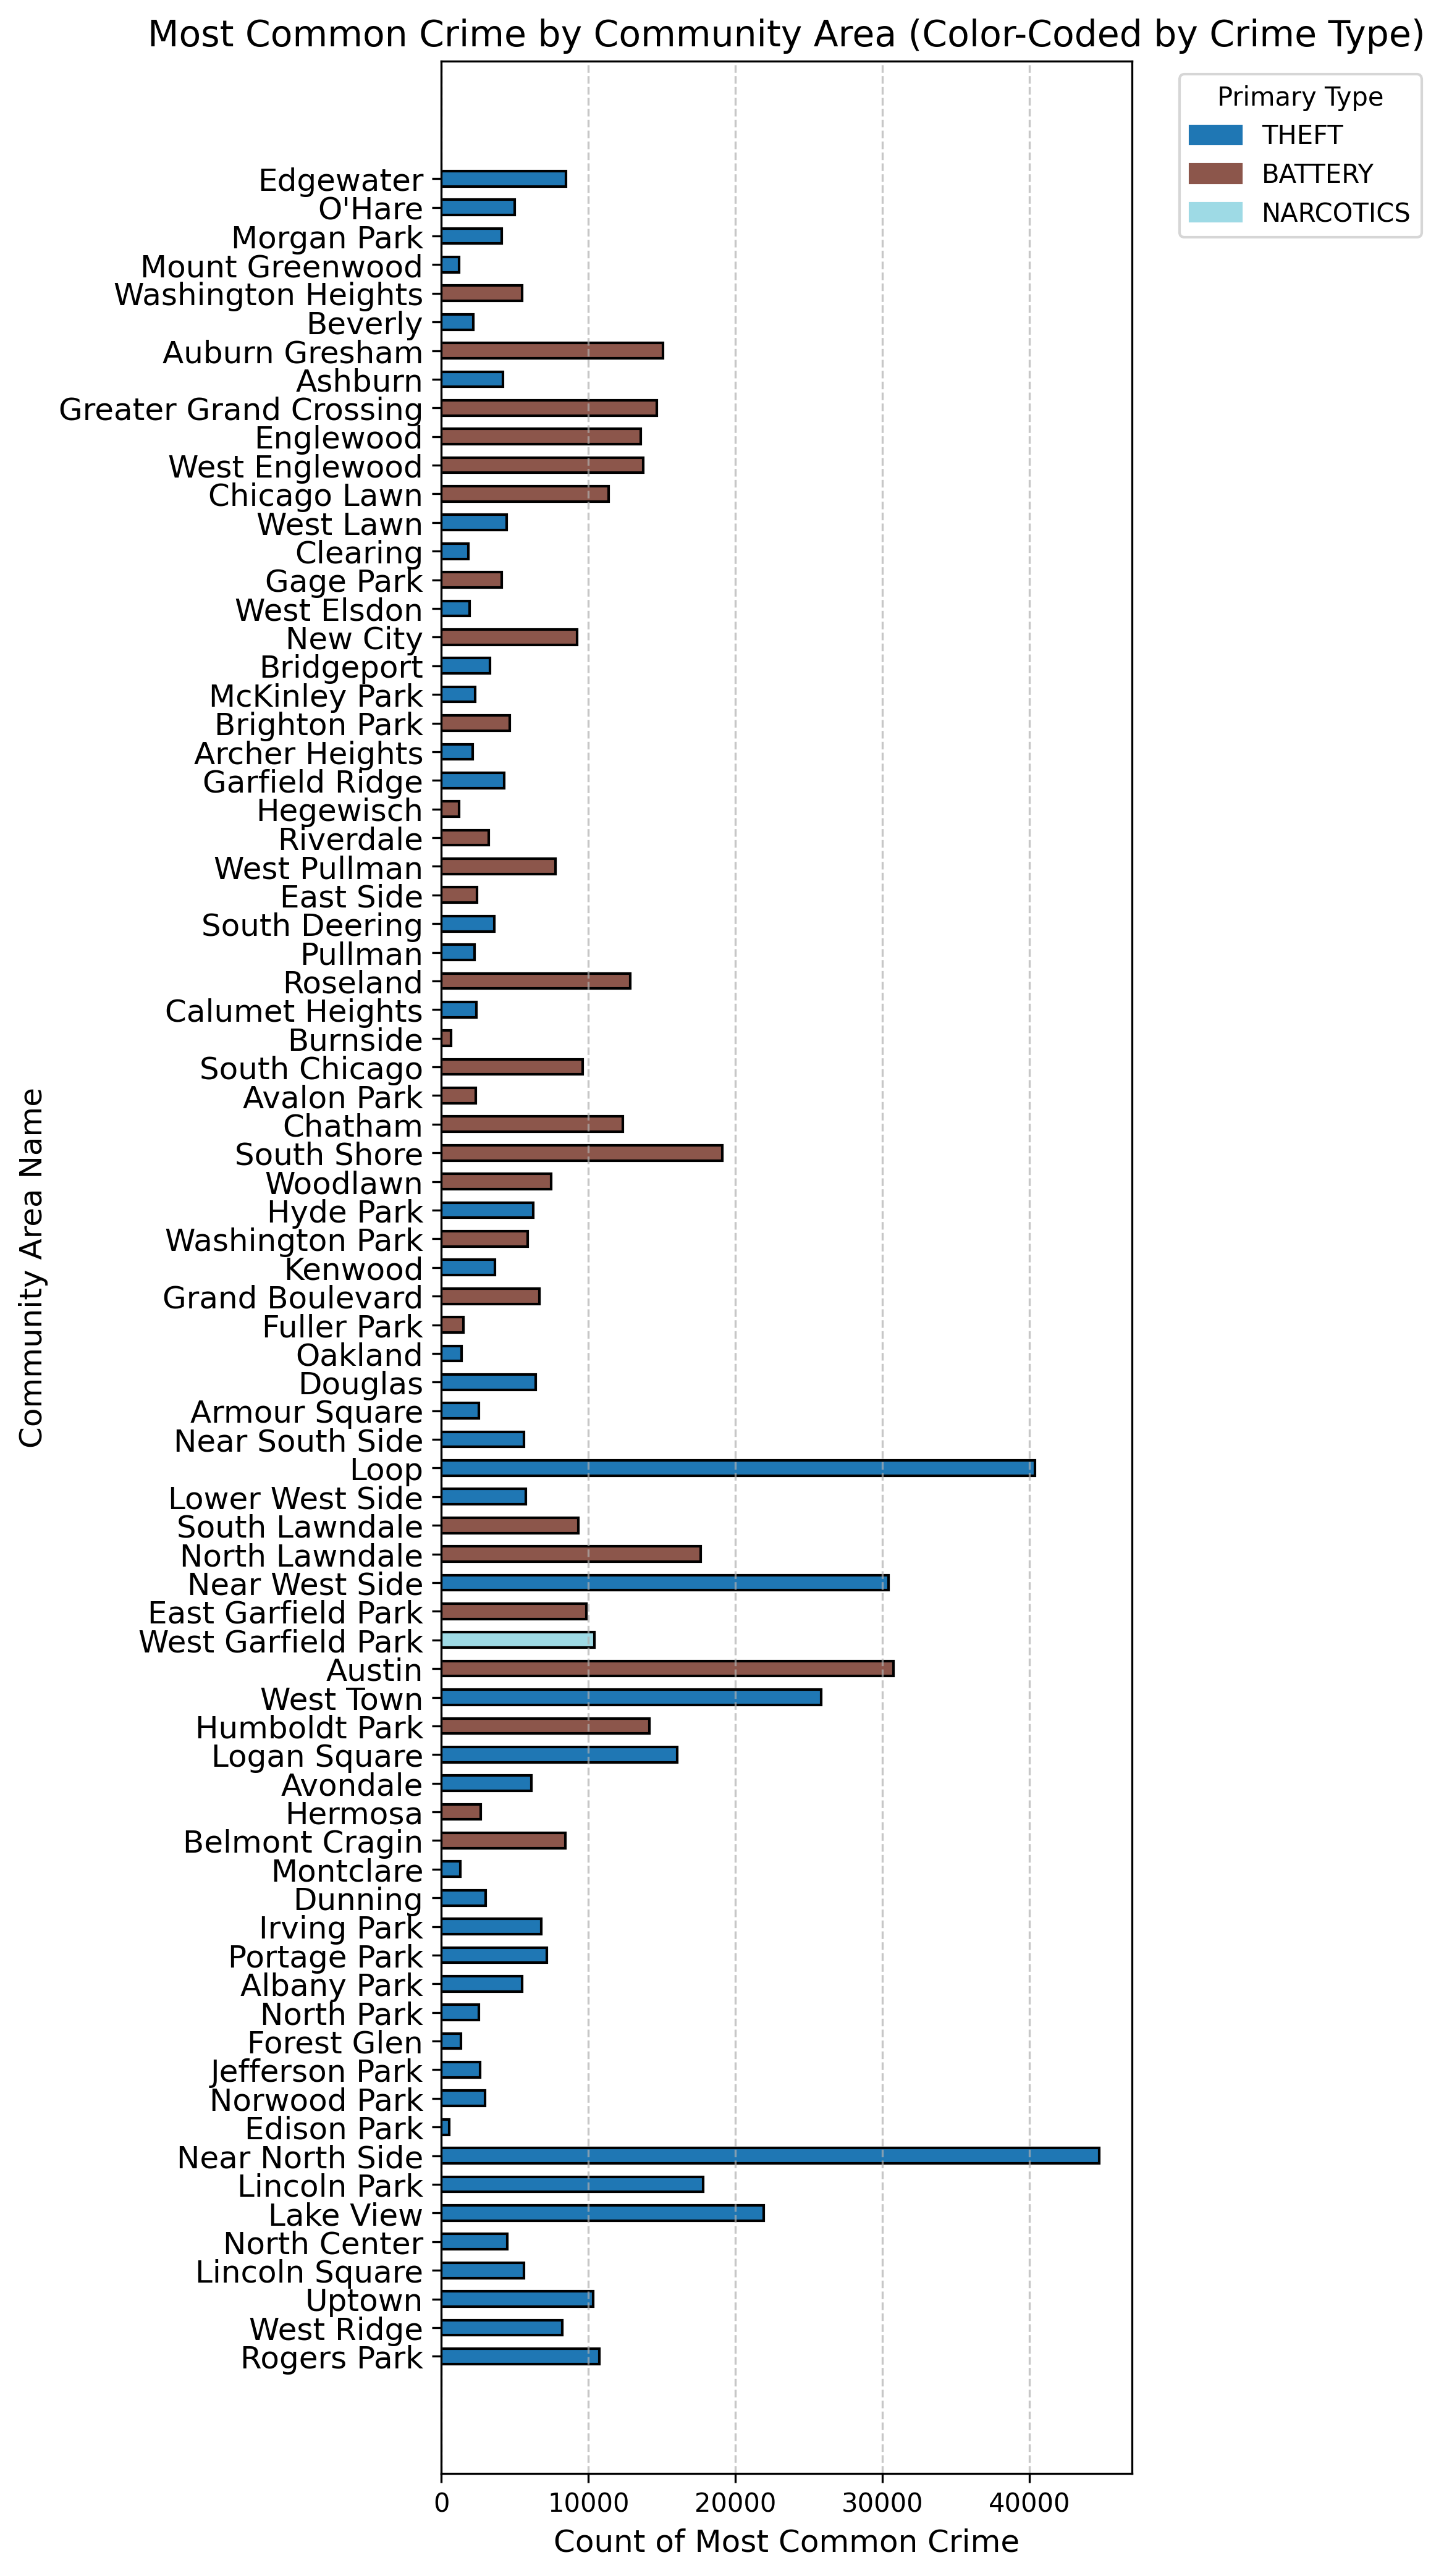 Most Common Crime by Community Area (Color-Coded by Crime Type)
Primary Type
THEFT
BATTERY
NARCOTICS
Community Area Name
Edgewater
O'Hare
Morgan Park
Mount Greenwood
Washington Heights
Beverly
Auburn Gresham
Ashburn
Greater Grand Crossing
Englewood
West Englewood
Chicago Lawn
West Lawn
Clearing
Gage Park
West Elsdon
New City
Bridgeport
McKinley Park
Brighton Park
Archer Heights
Garfield Ridge
Hegewisch
Riverdale
West Pullman
East Side
South Deering
Pullman
Roseland
Calumet Heights
Burnside
South Chicago
Avalon Park
Chatham
South Shore
Woodlawn
Hyde Park
Washington Park
Kenwood
Grand Boulevard
Fuller Park
Oakland
Douglas
Armour Square
Near South Side
Loop
Lower West Side
South Lawndale
North Lawndale
Near West Side
East Garfield Park
West Garfield Park
Austin
West Town
Humboldt Park
Logan Square
Avondale
Hermosa
Belmont Cragin
Montclare
Dunning
Irving Park
Portage Park
Albany Park
North Park
Forest Glen
Jefferson Park
Norwood Park
Edison Park
Near North Side
Lincoln Park
Lake View
North Center
Lincoln Square
Uptown
West Ridge
Rogers Park
0 10000 20000 30000 40000
Count of Most Common Crime